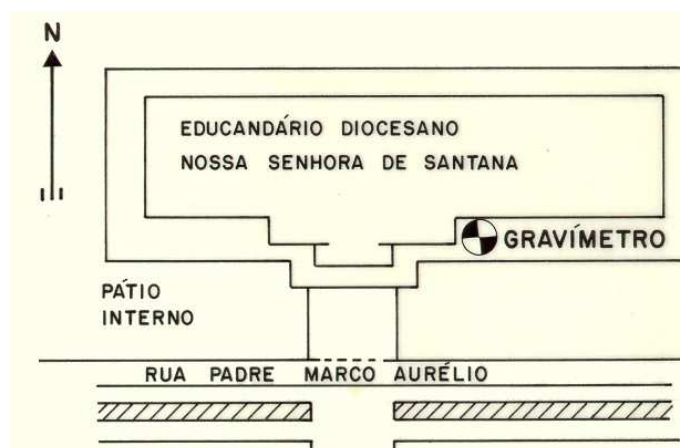 N
EDUCANDÁRIO DIOCESANO
NOSSA SENHORA DE SANTANA
GRAVÍMETRO
PÁTIO
INTERNO
RUA PADRE MARCO AURÉLIO